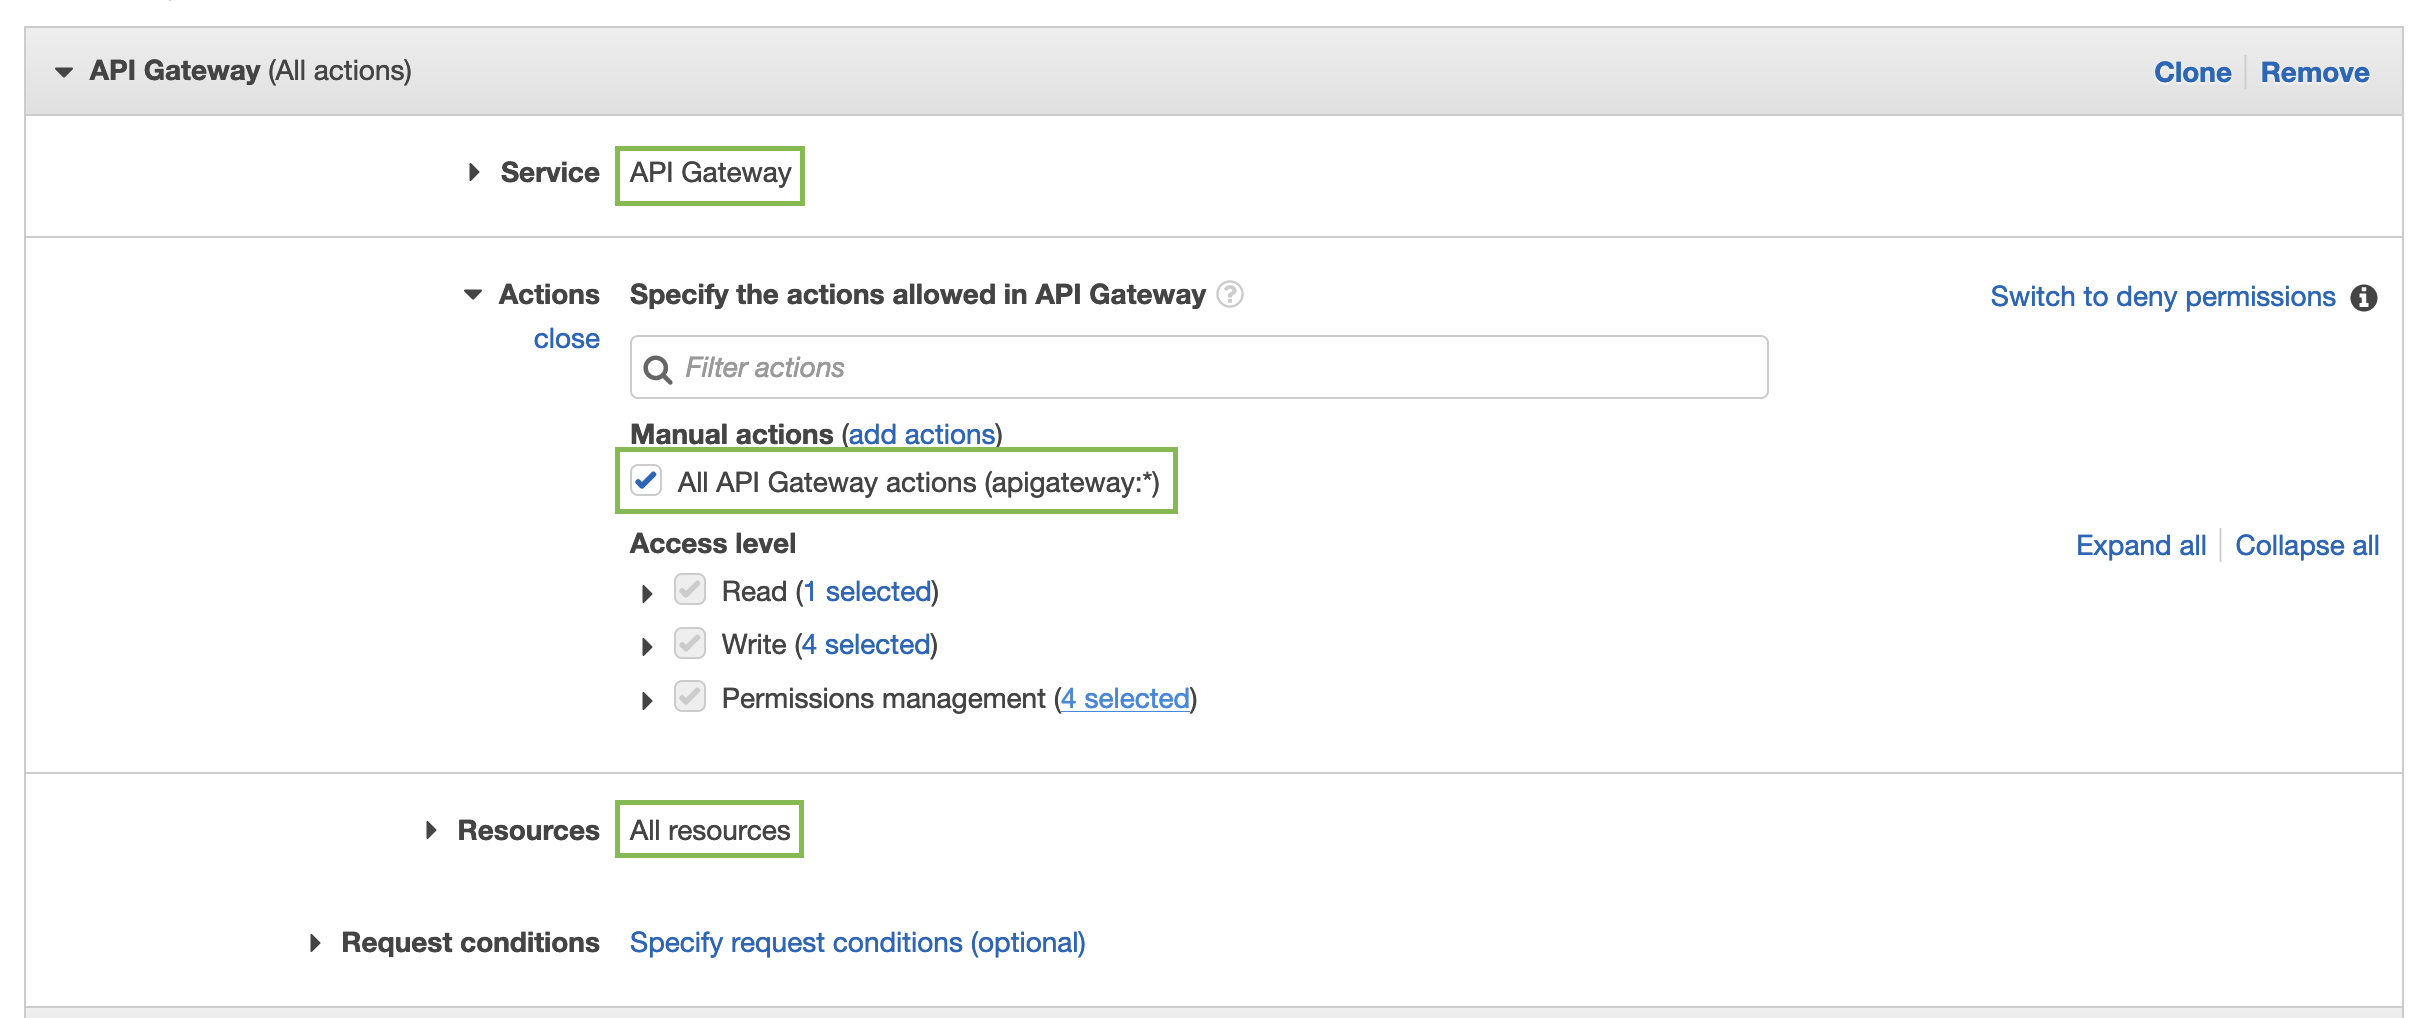 API Gateway (All actions) Clone Remove
Service API Gateway
Actions Specify the actions allowed in API Gateway ? Switch to deny permissions i
close
Filter actions
Manual actions (add actions)
All API Gateway actions (apigateway:*)
Access level Expand all Collapse all
Read (1 selected)
Write (4 selected)
Permissions management (4 selected)
Resources All resources
Request conditions Specify request conditions (optional)